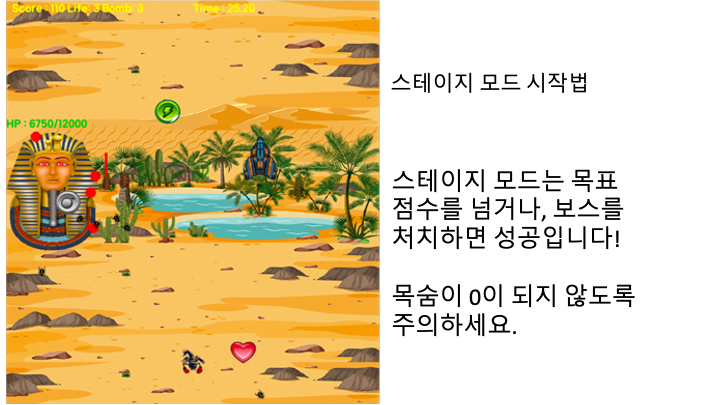 Score : 110 Life: 3 Bomb: 3 Time : 25.20
스테이지 모드 시작법
HP : 6750/12000
스테이지 모드는 목표
점수를 넘거나, 보스를
처치하면 성공입니다!
목숨이 0이 되지 않도록
주의하세요.